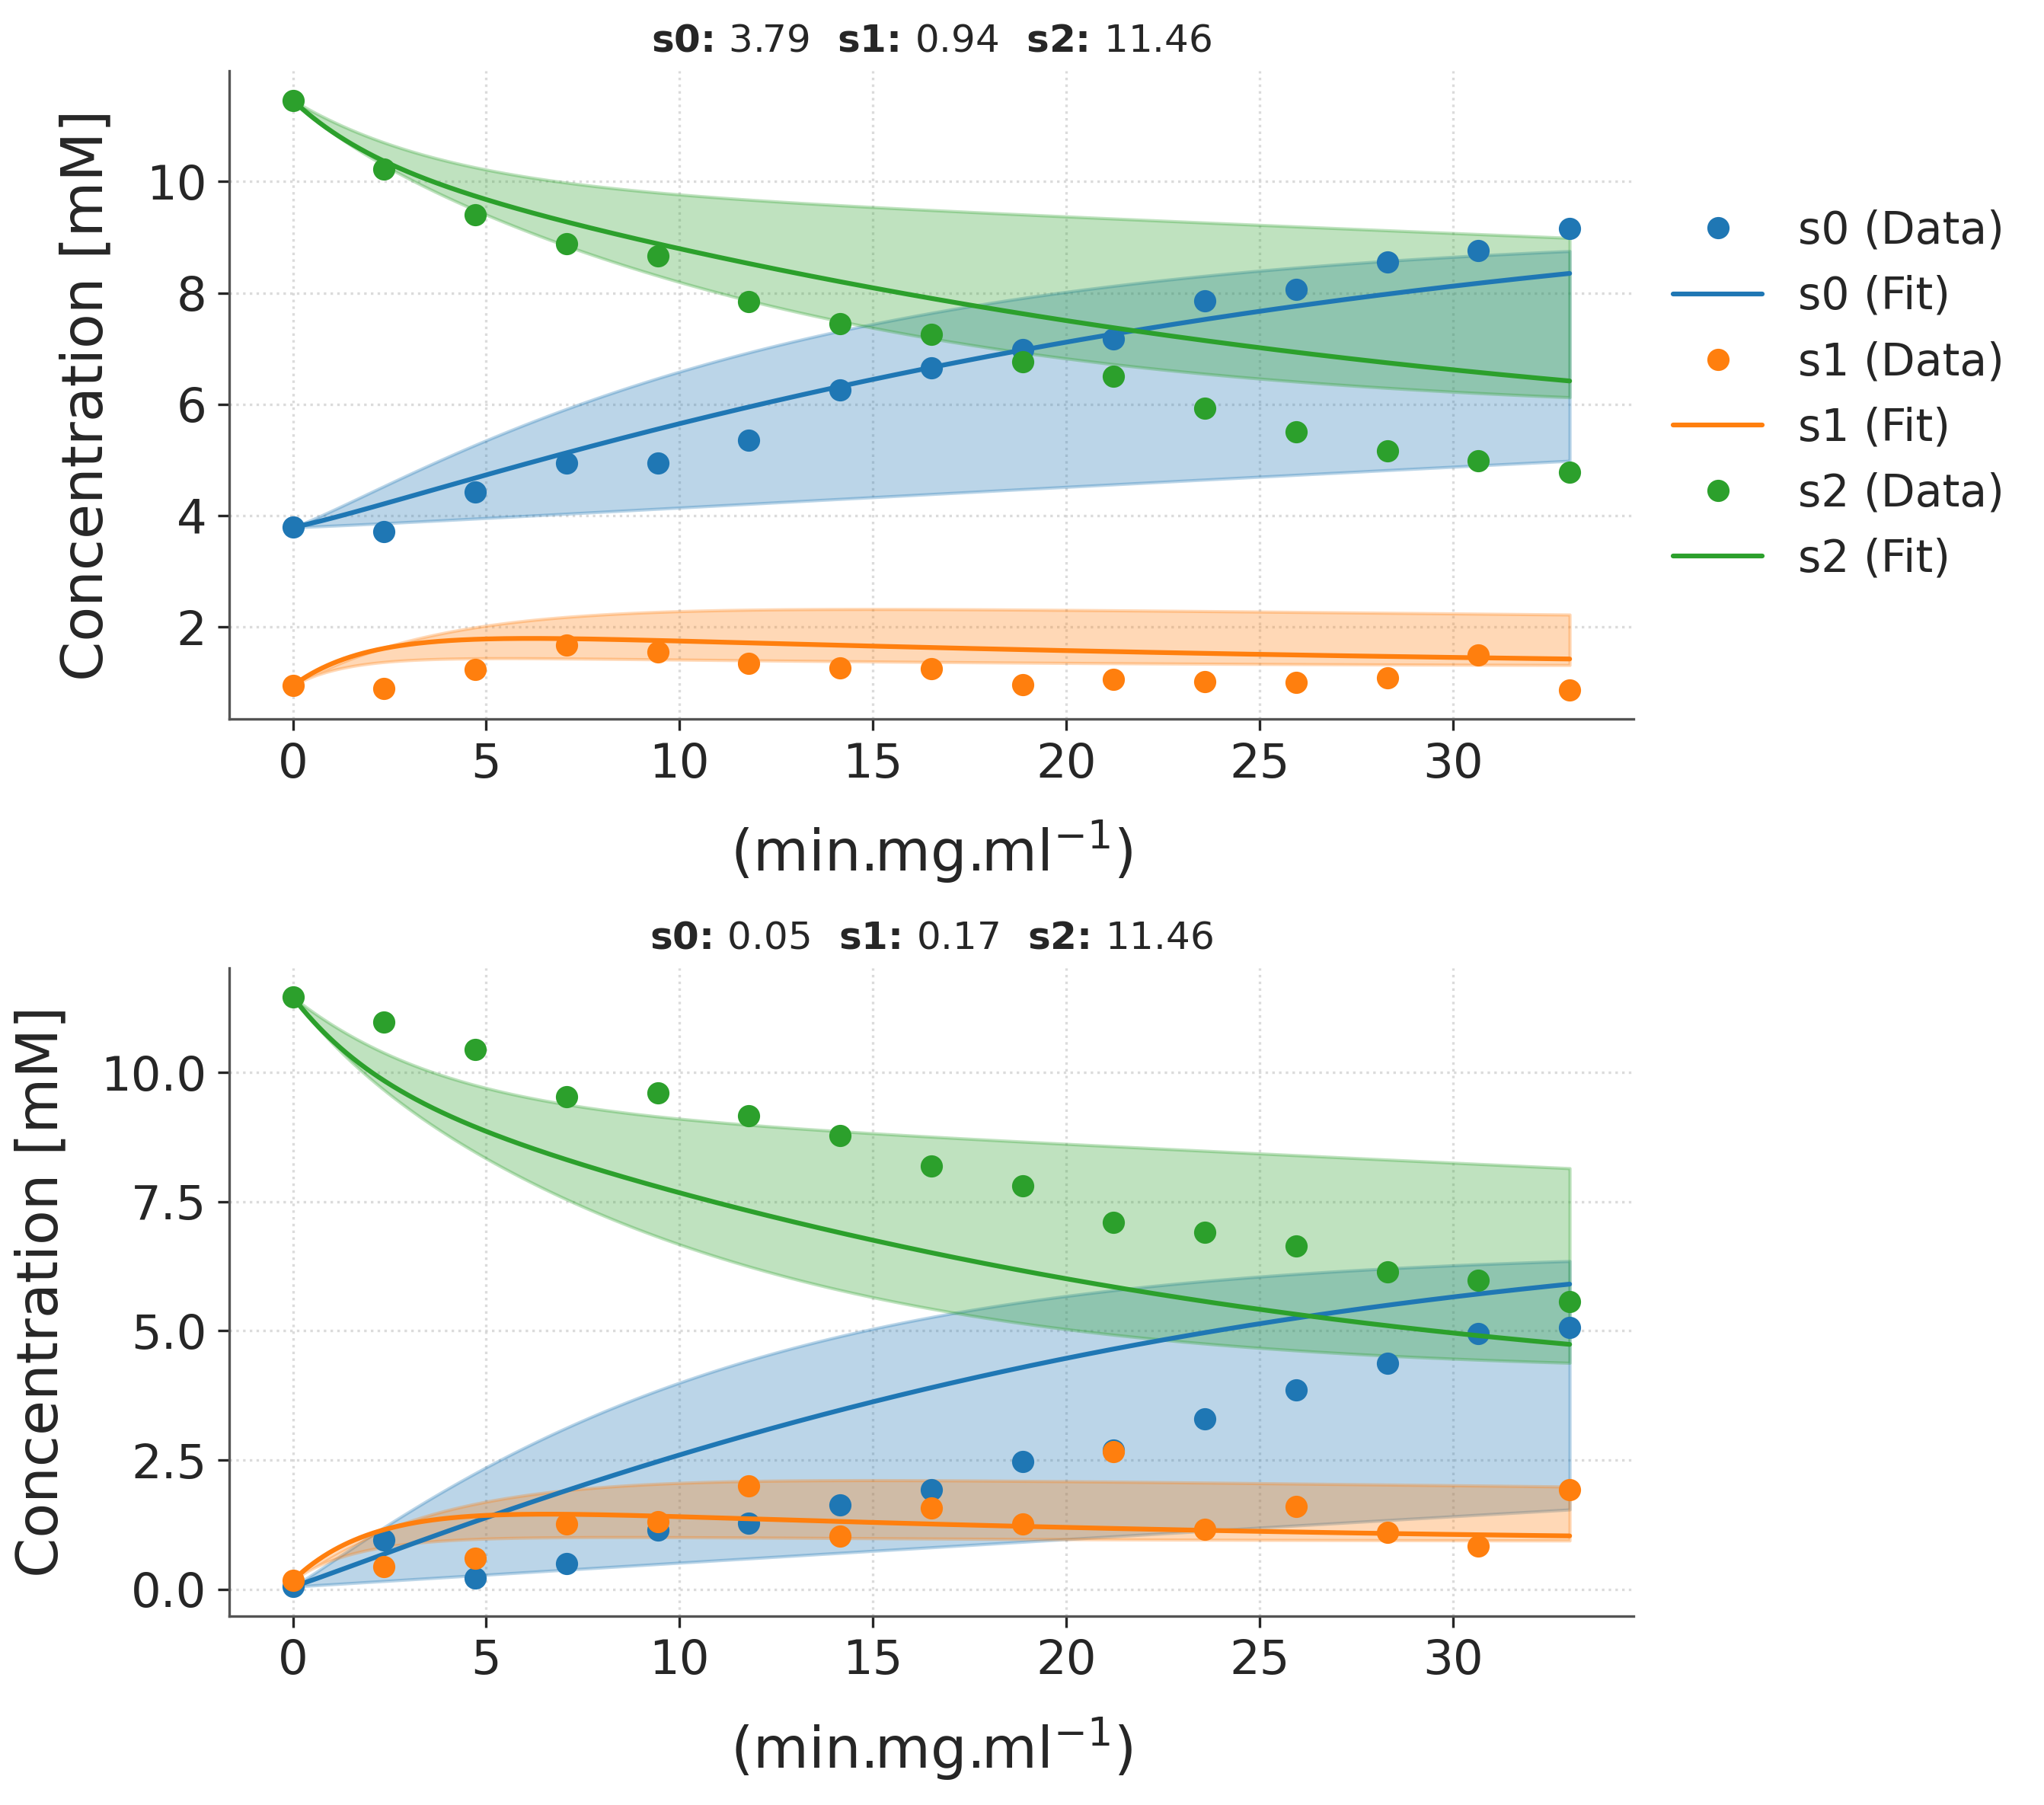 s0: 3.79 s1: 0.94 s2: 11.46
Concentration [mM]
10
8
6
4
2
0 5 10 15 20 25 30
(min.mg.ml⁻¹)
s0 (Data)
s0 (Fit)
s1 (Data)
s1 (Fit)
s2 (Data)
s2 (Fit)
s0: 0.05 s1: 0.17 s2: 11.46
Concentration [mM]
10.0
7.5
5.0
2.5
0.0
0 5 10 15 20 25 30
(min.mg.ml⁻¹)